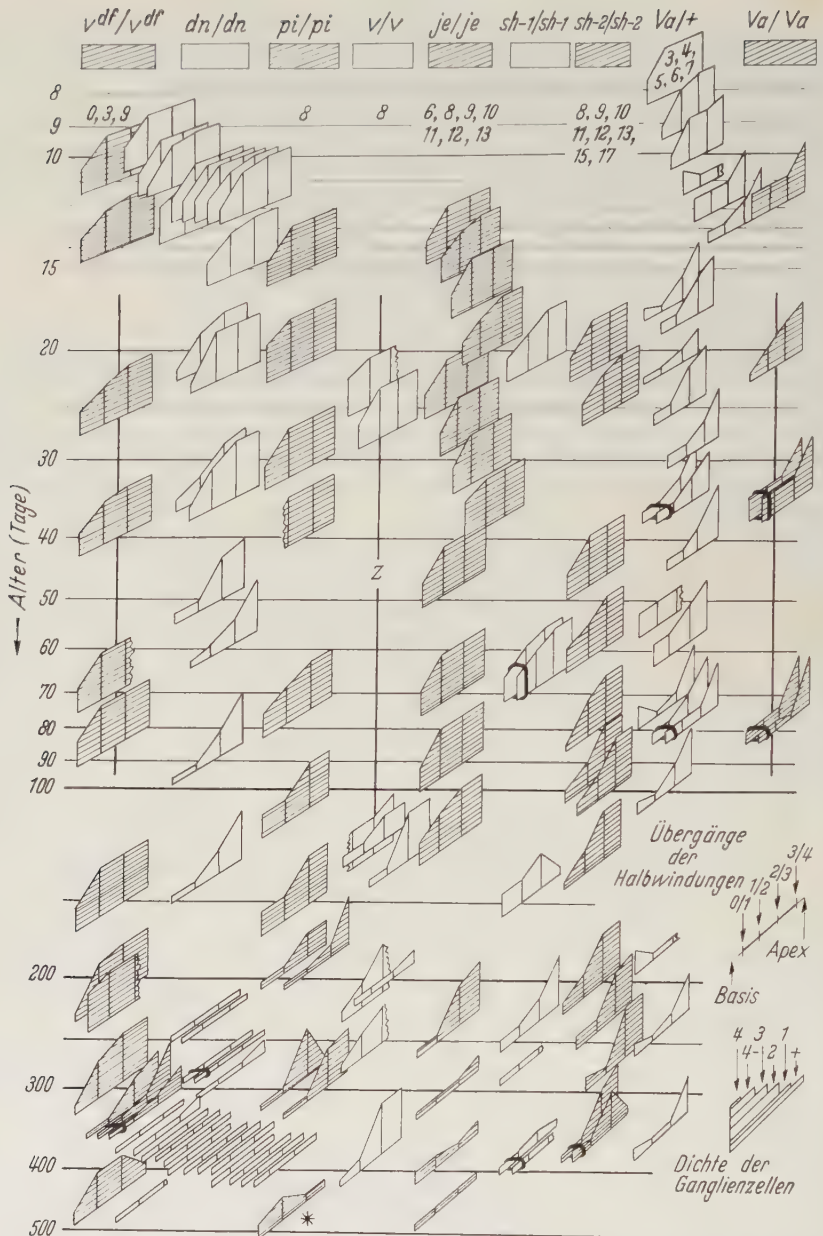 v^df/v^df dn/dn pi/pi v/v je/je sh-1/sh-1 sh-2/sh-2 Va/+ Va/Va
3, 4,
5, 6, 7
8
0, 3, 9 8 8 6, 8, 9, 10 8, 9, 10
9
11, 12, 13 11, 12, 13,
15, 17
10
15
20
30
← Alter (Tage)
40
Z
50
60
70
80
90
100
Übergänge
der
Halbwindungen
3/4
2/3
1/2
0/1
Apex
Basis
200
4 3 1
4- 2 +
300
Dichte der
Ganglienzellen
400
*
500